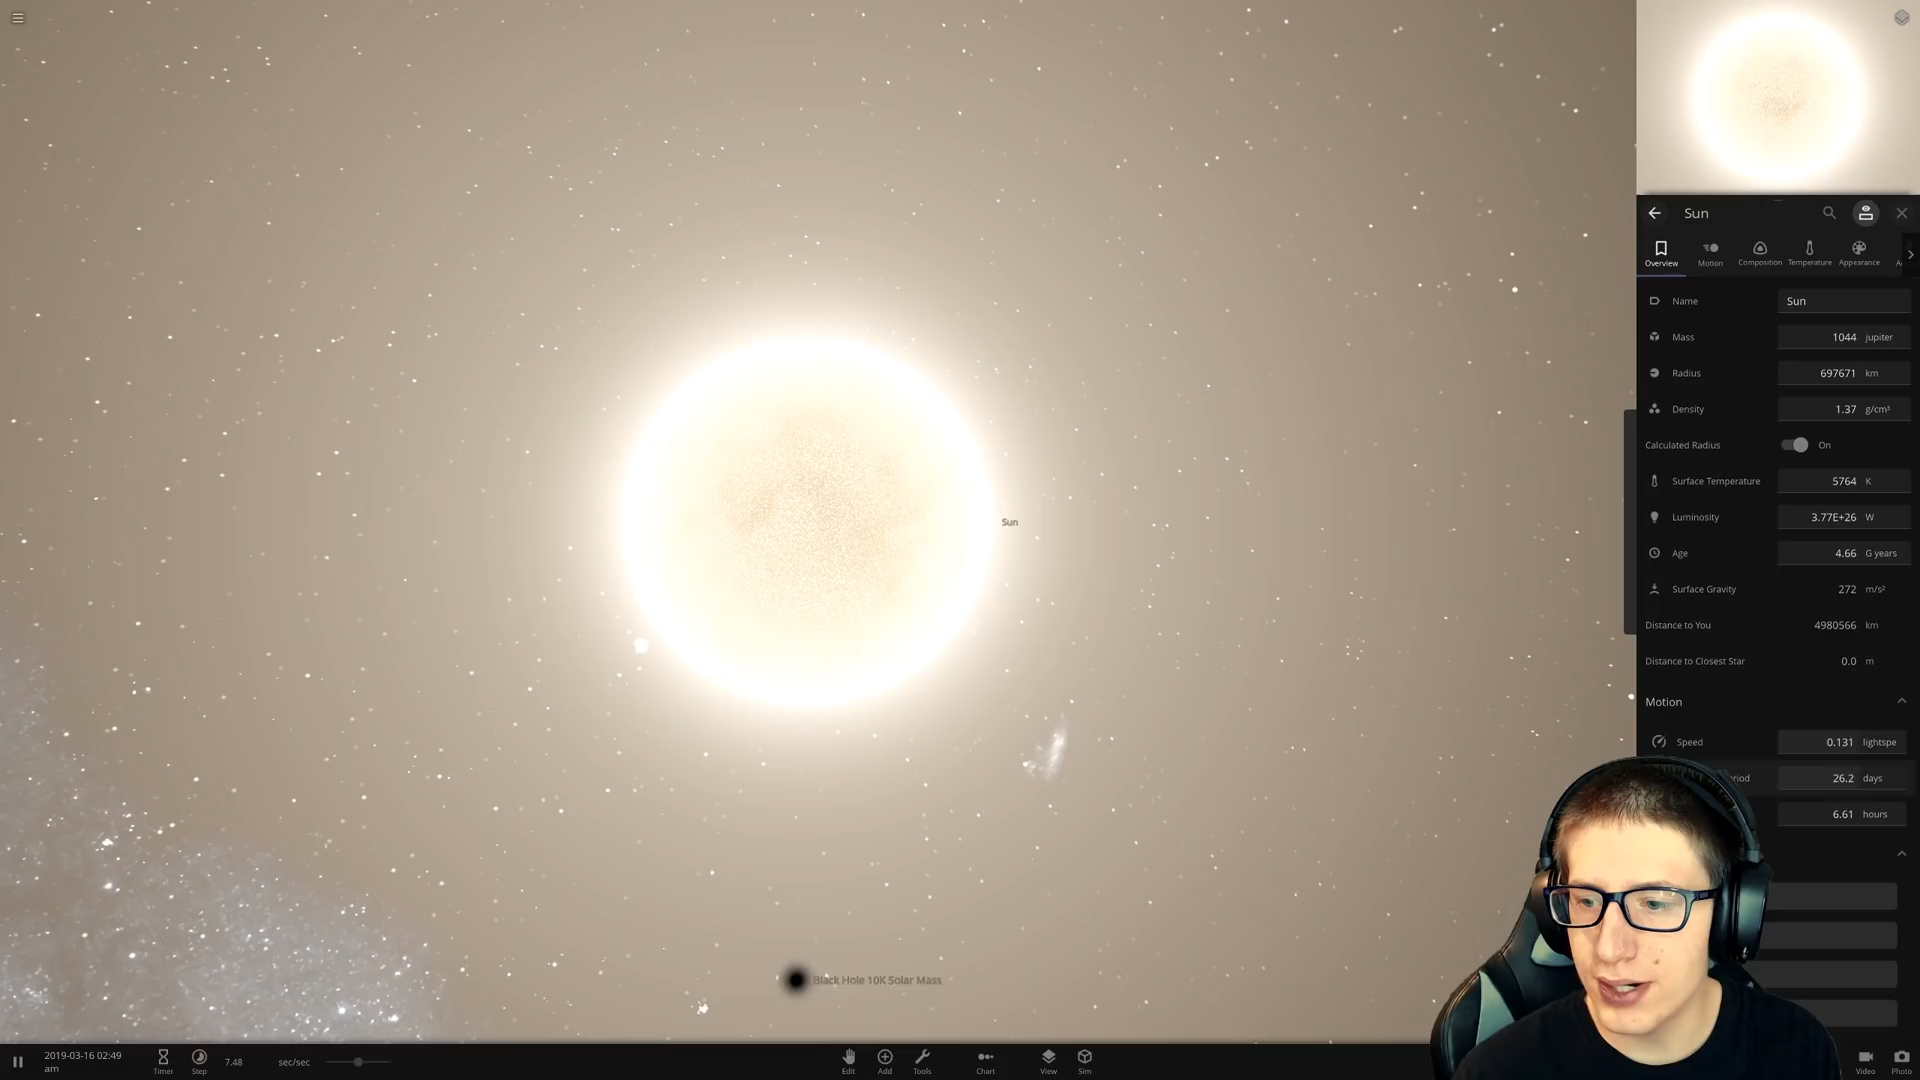 Sun
Overview
Motion
Composition
Temperature
Appearance
Name Sun
Mass 1044 jupiter
Radius 697671 km
Density 1.37 g/cm³
Calculated Radius On
Surface Temperature 5764 K
Luminosity 3.77E+26 W
Age 4.66 G years
Surface Gravity 272 m/s²
Distance to You 4980566 km
Distance to Closest Star 0.0 m
Motion
Speed 0.131 lightspe
riod 26.2 days
6.61 hours
Sun
Black Hole 10K Solar Mass
2019-03-16 02:49
am
Timer
Step
7.48 sec/sec
Edit
Add
Tools
Chart
View
Sim
Video
Photo